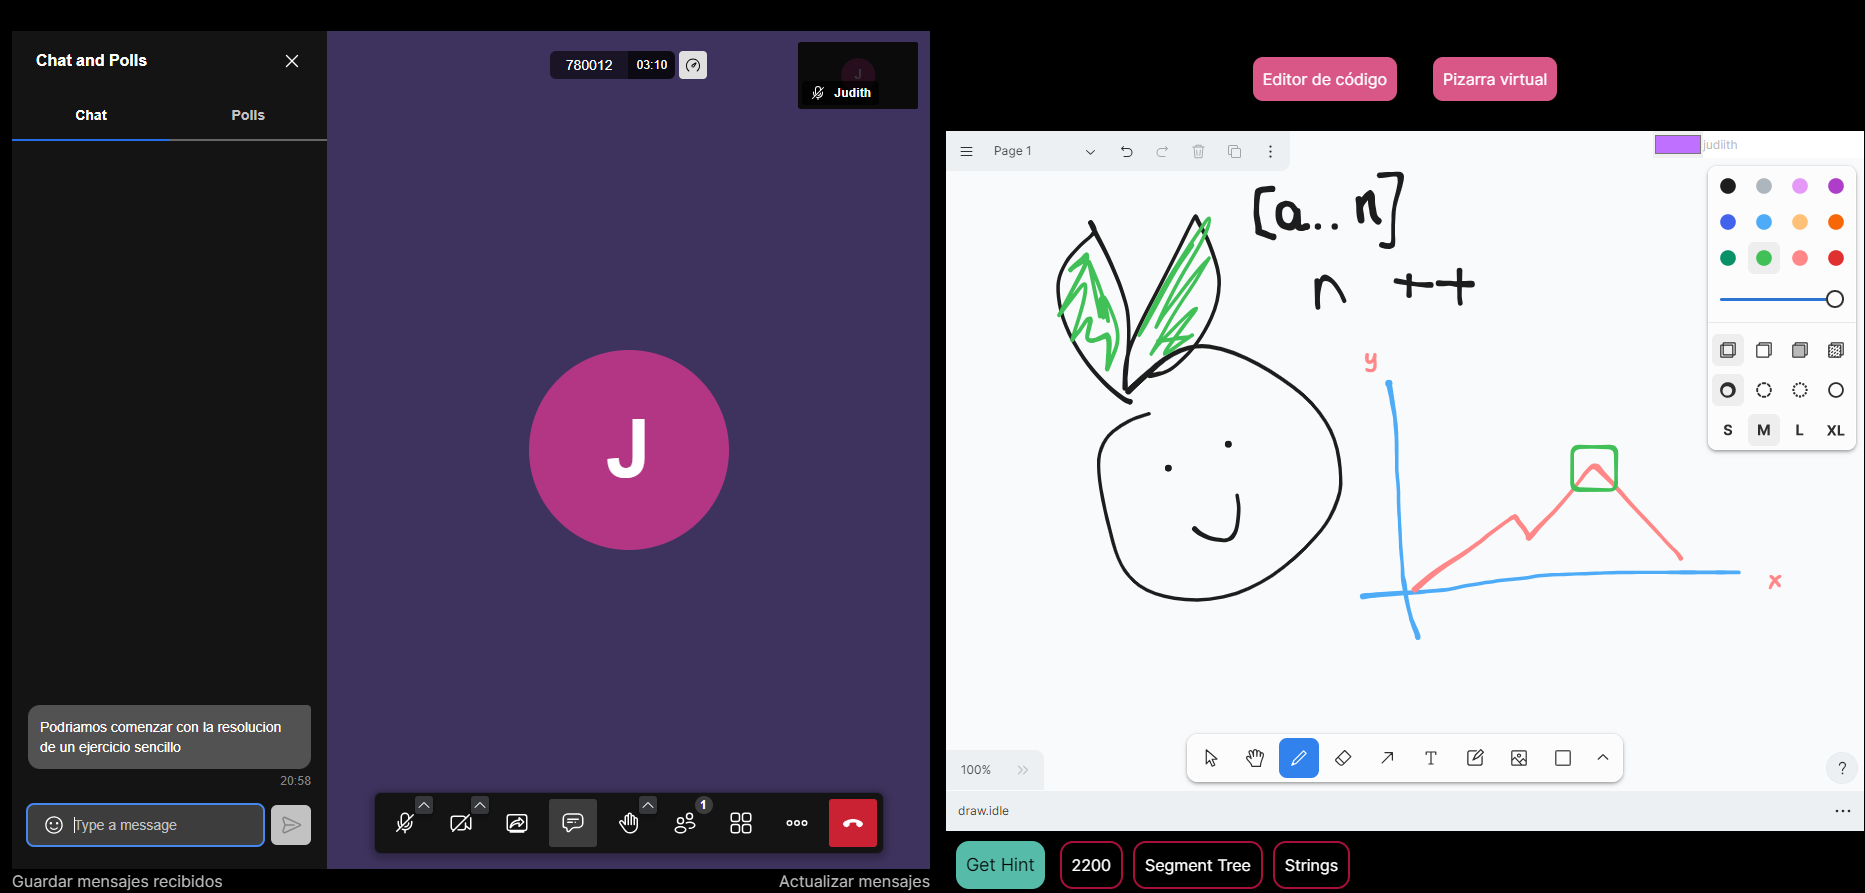 Chat and Polls
Chat
Polls
Podriamos comenzar con la resolucion
de un ejercicio sencillo
20:58
Type a message
Guardar mensajes recibidos
780012
03:10
J
Judith
J
1
Actualizar mensajes
Editor de código
Pizarra virtual
Page 1
judiith
[a..n]
n ++
y
x
S
M
L
XL
100%
?
draw.idle
Get Hint
2200
Segment Tree
Strings